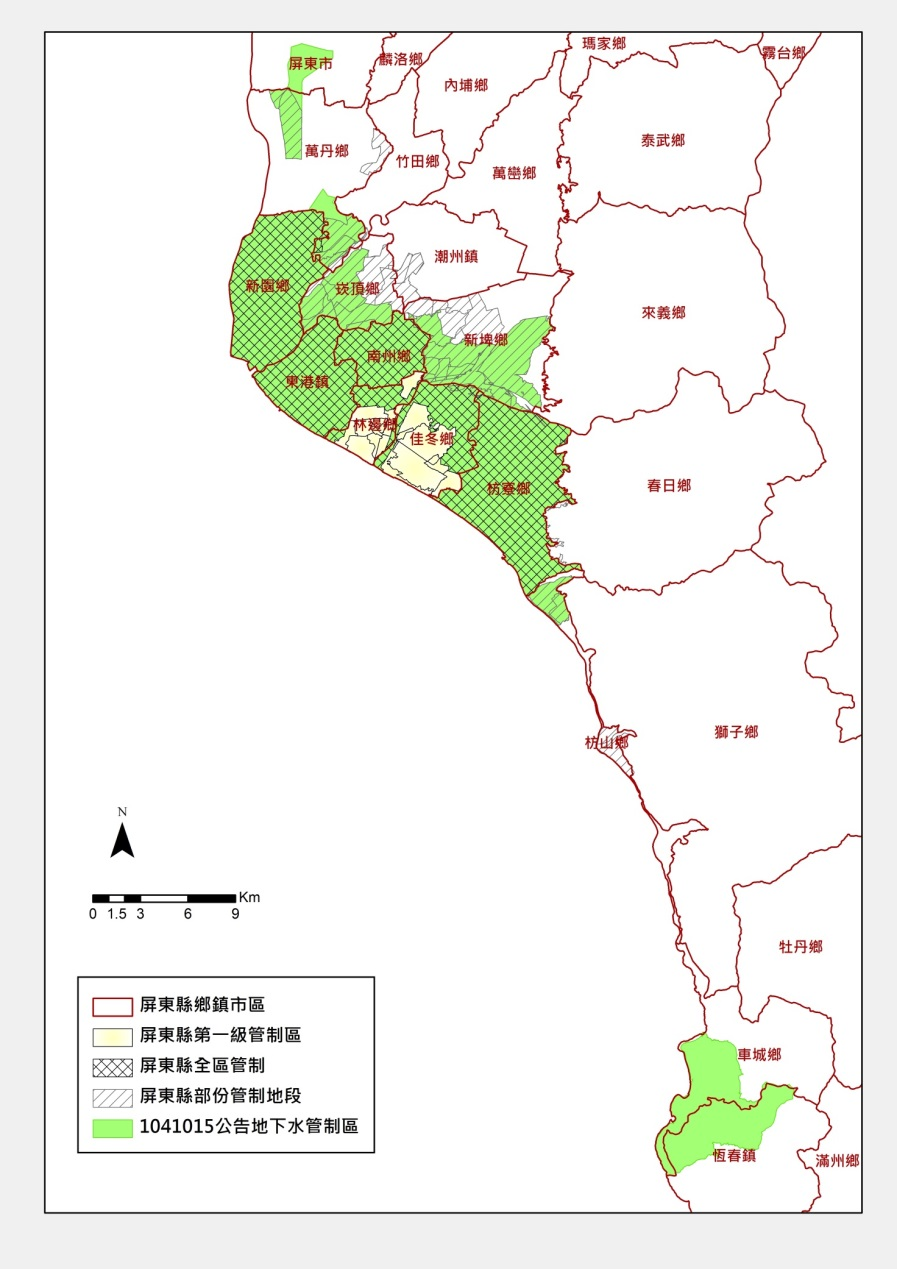 瑪家鄉
霧台鄉
屏東市
麟洛鄉
內埔鄉
泰武鄉
萬丹鄉
竹田鄉
萬巒鄉
潮州鎮
新園鄉
崁頂鄉
來義鄉
新埤鄉
南州鄉
東港鎮
林邊鄉
佳冬鄉
枋寮鄉
春日鄉
枋山鄉
獅子鄉
N
Km
0 1.5 3 6 9
牡丹鄉
屏東縣鄉鎮市區
屏東縣第一級管制區
屏東縣全區管制
屏東縣部份管制地段
1041015公告地下水管制區
車城鄉
恆春鎮
滿州鄉